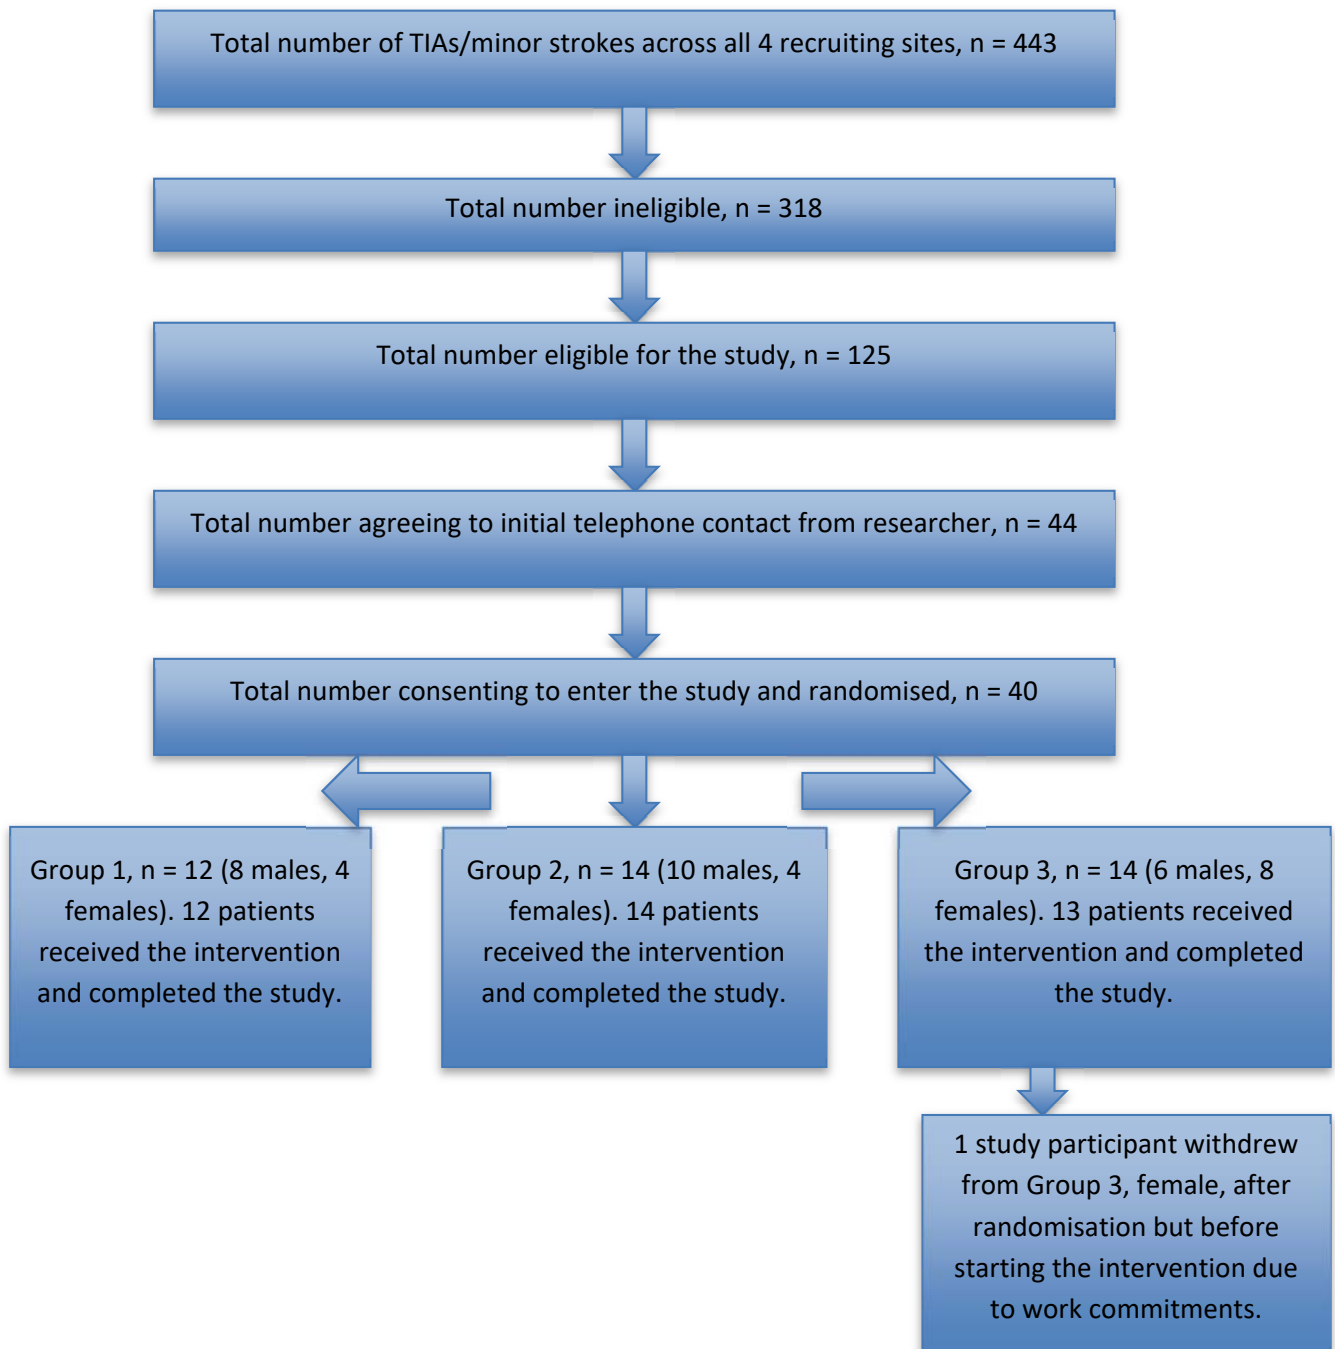 Total number of TIAs/minor strokes across all 4 recruiting sites, n = 443
Total number ineligible, n = 318
Total number eligible for the study, n = 125
Total number agreeing to initial telephone contact from researcher, n = 44
Total number consenting to enter the study and randomised, n = 40
Group 1, n = 12 (8 males, 4
females). 12 patients
received the intervention
and completed the study.
Group 2, n = 14 (10 males, 4
females). 14 patients
received the intervention
and completed the study.
Group 3, n = 14 (6 males, 8
females). 13 patients received
the intervention and completed
the study.
1 study participant withdrew
from Group 3, female, after
randomisation but before
starting the intervention due
to work commitments.